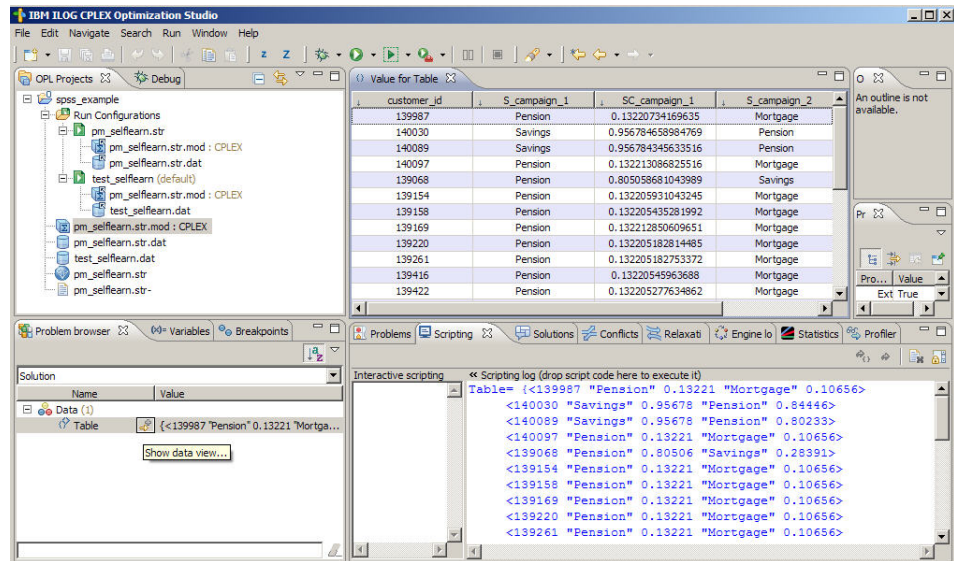 IBM ILOG CPLEX Optimization Studio
File Edit Navigate Search Run Window Help
OPL Projects Debug
spss_example
Run Configurations
pm_selflearn.str
pm_selflearn.str.mod : CPLEX
pm_selflearn.str.dat
test_selflearn (default)
pm_selflearn.str.mod : CPLEX
test_selflearn.dat
pm_selflearn.str.mod : CPLEX
pm_selflearn.str.dat
test_selflearn.dat
pm_selflearn.str
pm_selflearn.str-
Value for Table
customer_id S_campaign_1 SC_campaign_1 S_campaign_2
139987 Pension 0.13220734169635 Mortgage
140030 Savings 0.956784658984769 Pension
140089 Savings 0.956784345633516 Pension
140097 Pension 0.132213086825516 Mortgage
139068 Pension 0.805058681043989 Savings
139154 Pension 0.132205931043245 Mortgage
139158 Pension 0.132205435281992 Mortgage
139169 Pension 0.132212850609651 Mortgage
139220 Pension 0.132205182814485 Mortgage
139261 Pension 0.132205182753372 Mortgage
139416 Pension 0.13220545963688 Mortgage
139422 Pension 0.132205277634862 Mortgage
O
An outline is not
available.
Pr
Pro... Value
Ext True
Problem browser (x)= Variables Breakpoints
Solution
Name Value
Data (1)
Table {<139987 "Pension" 0.13221 "Mortga...
Show data view...
Problems Scripting Solutions Conflicts Relaxati Engine lo Statistics Profiler
Interactive scripting << Scripting log (drop script code here to execute it)
Table= {<139987 "Pension" 0.13221 "Mortgage" 0.10656>
<140030 "Savings" 0.95678 "Pension" 0.84446>
<140089 "Savings" 0.95678 "Pension" 0.80233>
<140097 "Pension" 0.13221 "Mortgage" 0.10656>
<139068 "Pension" 0.80506 "Savings" 0.28391>
<139154 "Pension" 0.13221 "Mortgage" 0.10656>
<139158 "Pension" 0.13221 "Mortgage" 0.10656>
<139169 "Pension" 0.13221 "Mortgage" 0.10656>
<139220 "Pension" 0.13221 "Mortgage" 0.10656>
<139261 "Pension" 0.13221 "Mortgage" 0.10656>